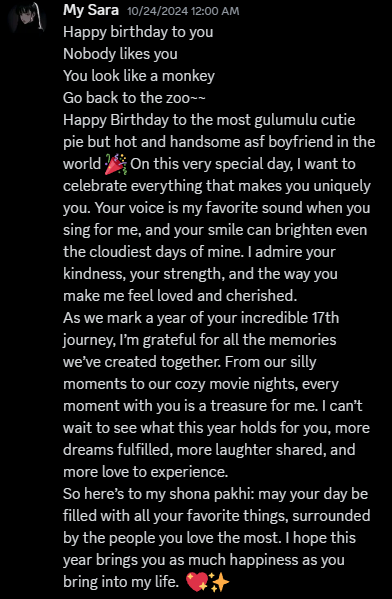 My Sara 10/24/2024 12:00 AM
Happy birthday to you
Nobody likes you
You look like a monkey
Go back to the zoo~~
Happy Birthday to the most gulumulu cutie
pie but hot and handsome asf boyfriend in the
world 🎉 On this very special day, I want to
celebrate everything that makes you uniquely
you. Your voice is my favorite sound when you
sing for me, and your smile can brighten even
the cloudiest days of mine. I admire your
kindness, your strength, and the way you
make me feel loved and cherished.
As we mark a year of your incredible 17th
journey, I'm grateful for all the memories
we've created together. From our silly
moments to our cozy movie nights, every
moment with you is a treasure for me. I can't
wait to see what this year holds for you, more
dreams fulfilled, more laughter shared, and
more love to experience.
So here's to my shona pakhi: may your day be
filled with all your favorite things, surrounded
by the people you love the most. I hope this
year brings you as much happiness as you
bring into my life. 💖✨